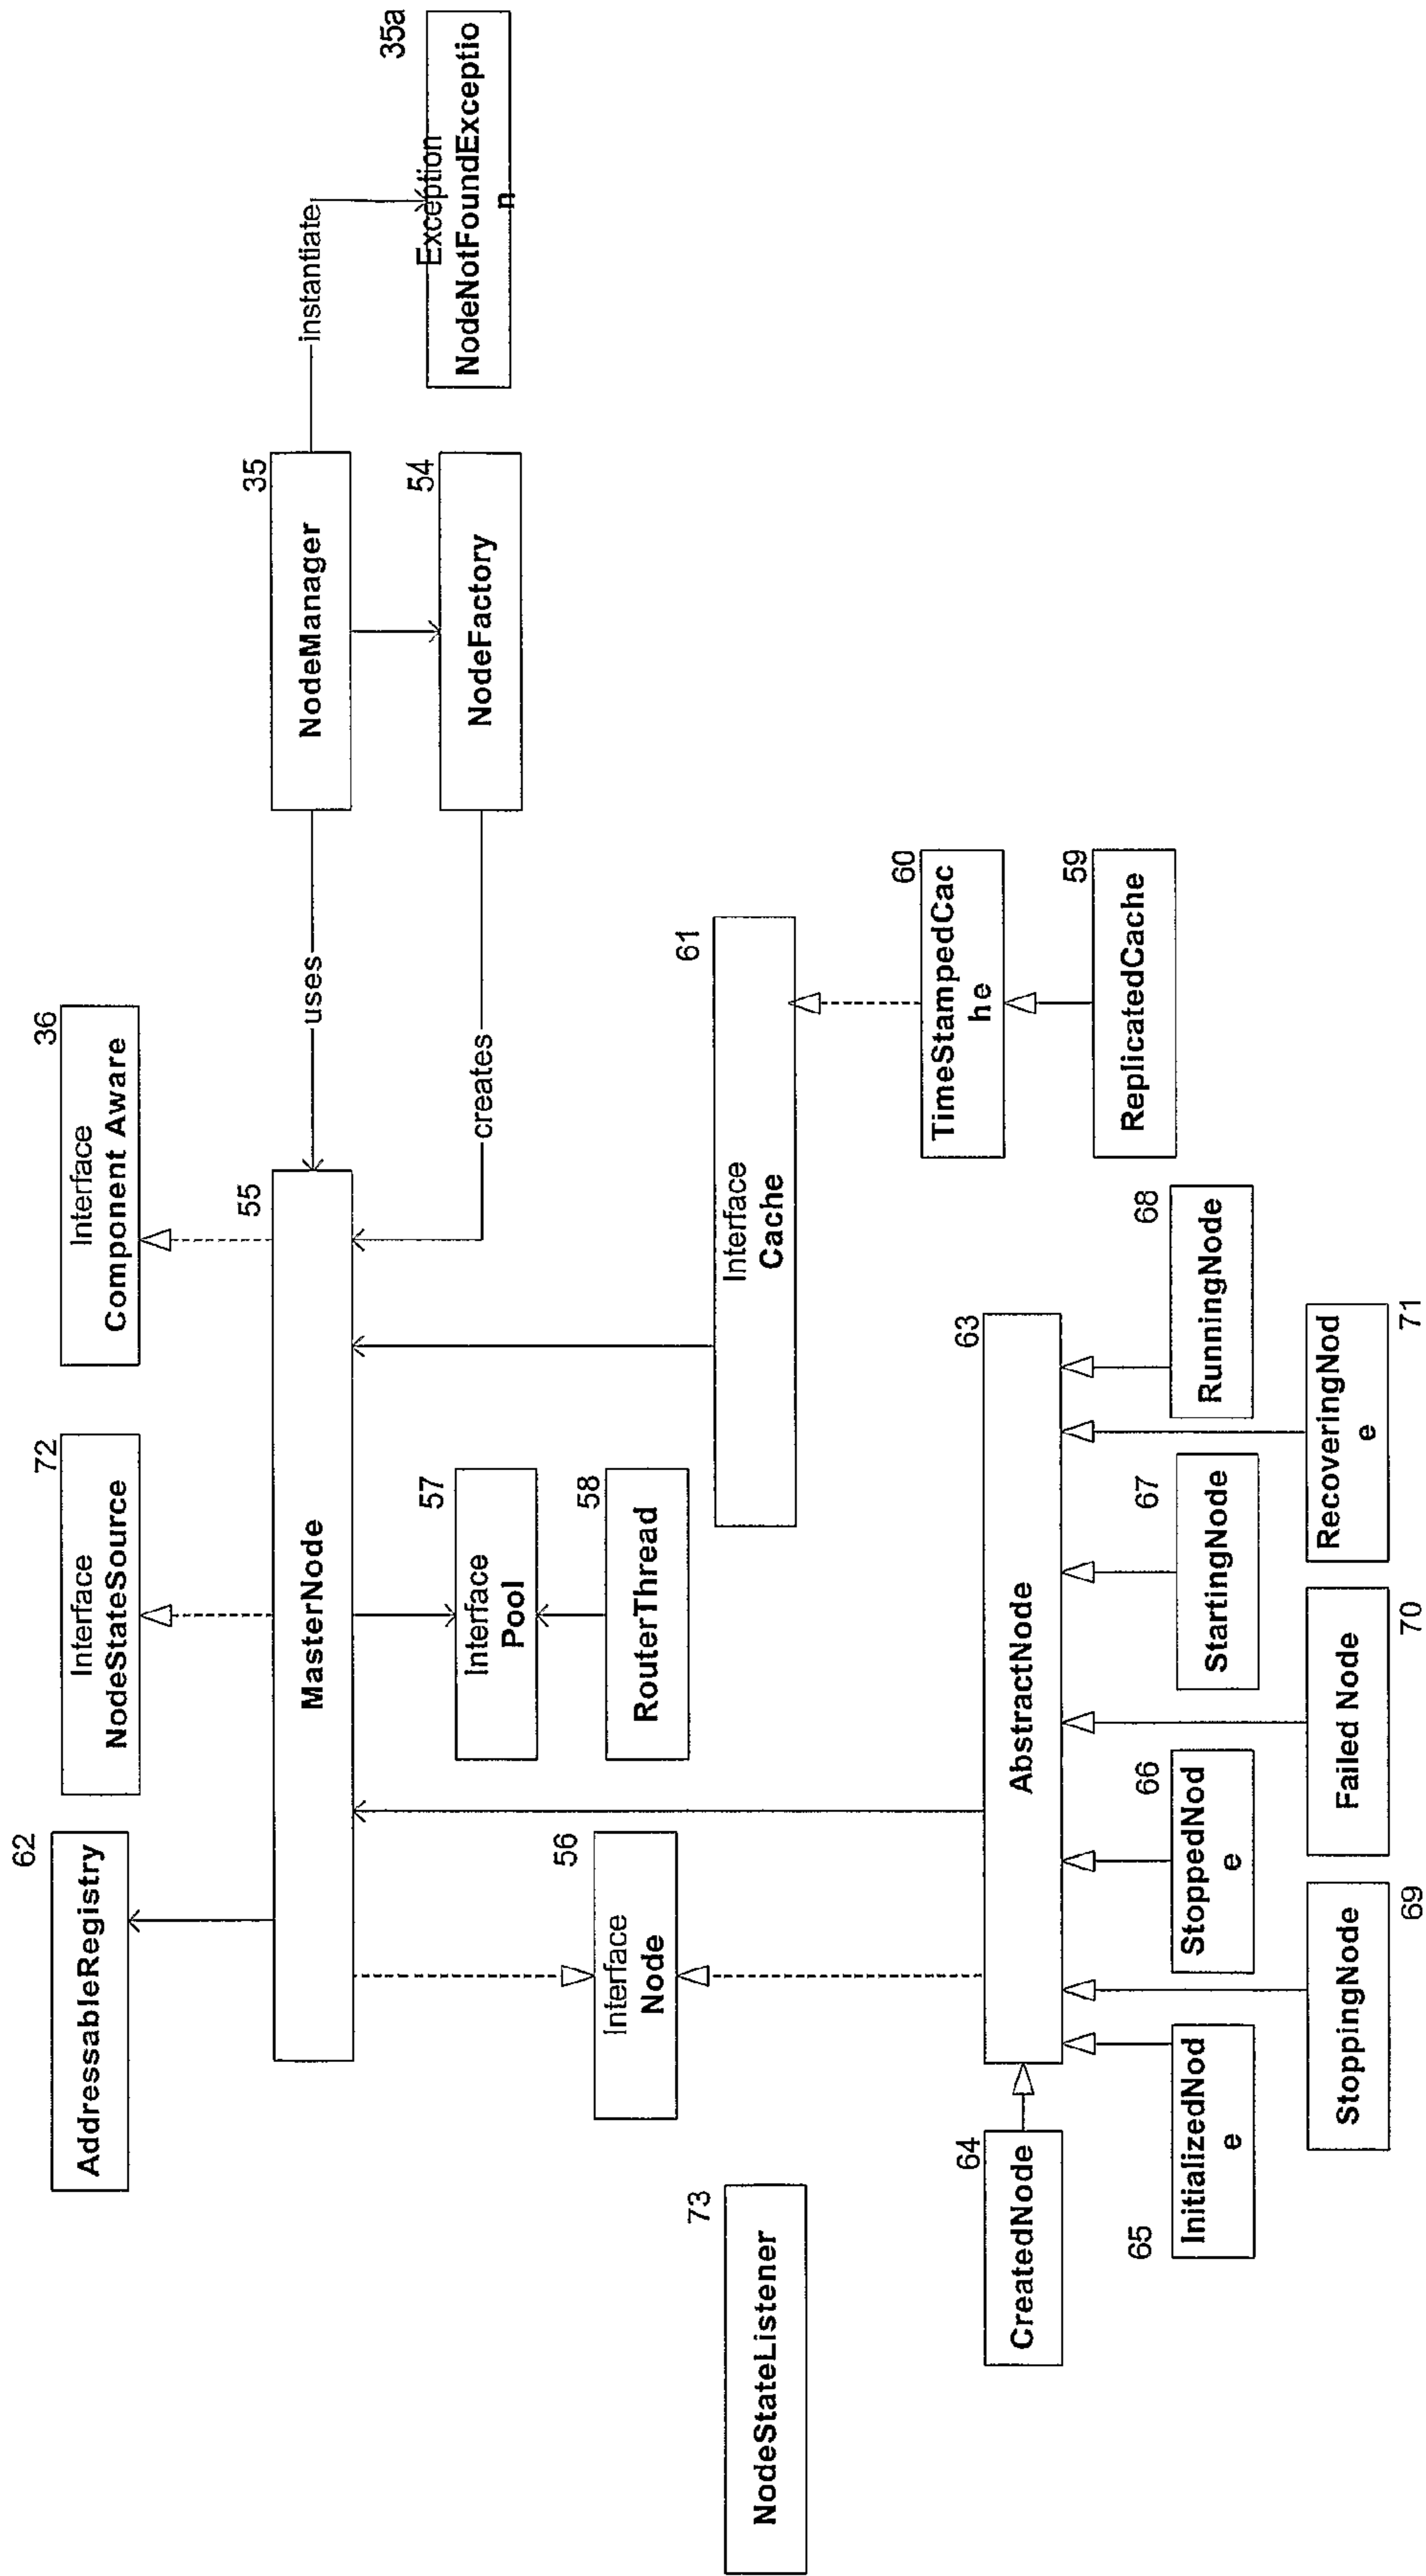 62
AddressableRegistry
72
Interface
NodeStateSource
36
Interface
Component Aware
55
MasterNode
uses
35
NodeManager
instantiate
35a
Exception
NodeNotFoundExceptio
n
54
NodeFactory
creates
57
Interface
Pool
58
RouterThread
56
Interface
Node
61
Interface
Cache
60
TimeStampedCac
he
59
ReplicatedCache
73
NodeStateListener
63
AbstractNode
64
CreatedNode
65
InitializedNod
e
66
StoppedNod
e
67
StartingNode
68
RunningNode
69
StoppingNode
70
Failed Node
71
RecoveringNod
e